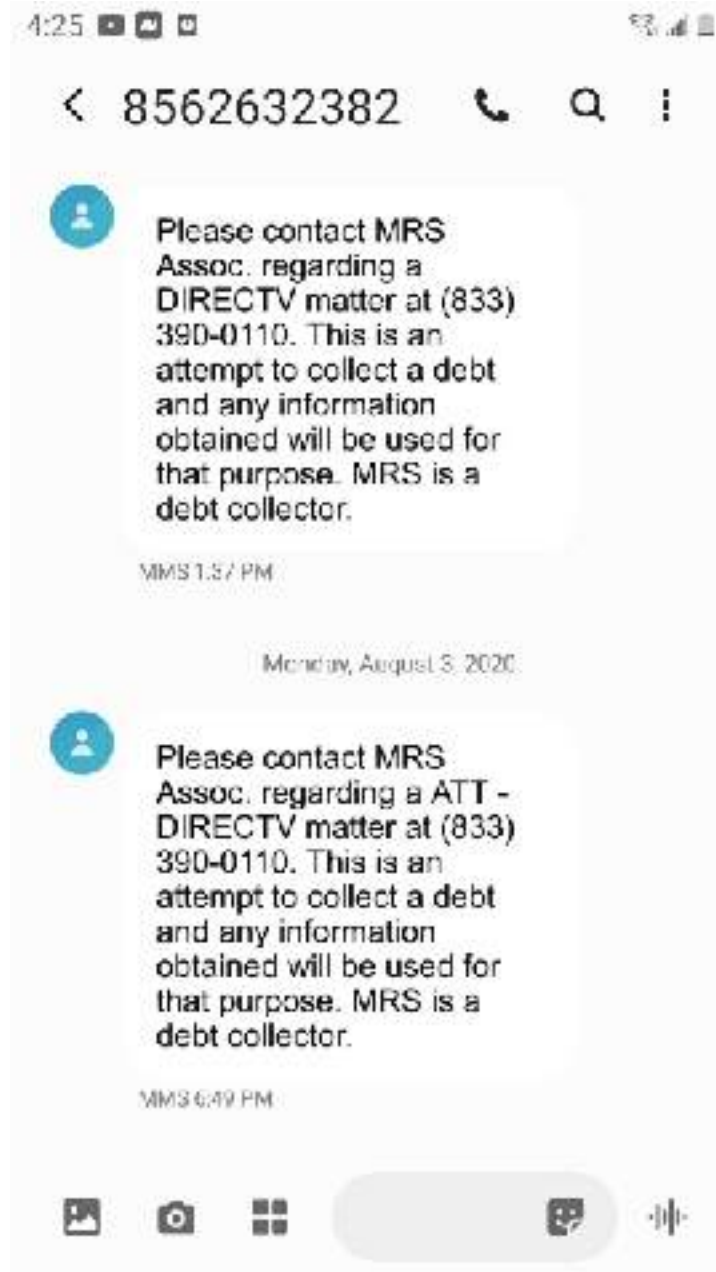 4:25
8562632382
Please contact MRS
Assoc. regarding a
DIRECTV matter at (833)
390-0110. This is an
attempt to collect a debt
and any information
obtained will be used for
that purpose. MRS is a
debt collector.
MMS 1:37 PM
Monday, August 3, 2020
Please contact MRS
Assoc. regarding a ATT -
DIRECTV matter at (833)
390-0110. This is an
attempt to collect a debt
and any information
obtained will be used for
that purpose. MRS is a
debt collector.
MMS 6:49 PM